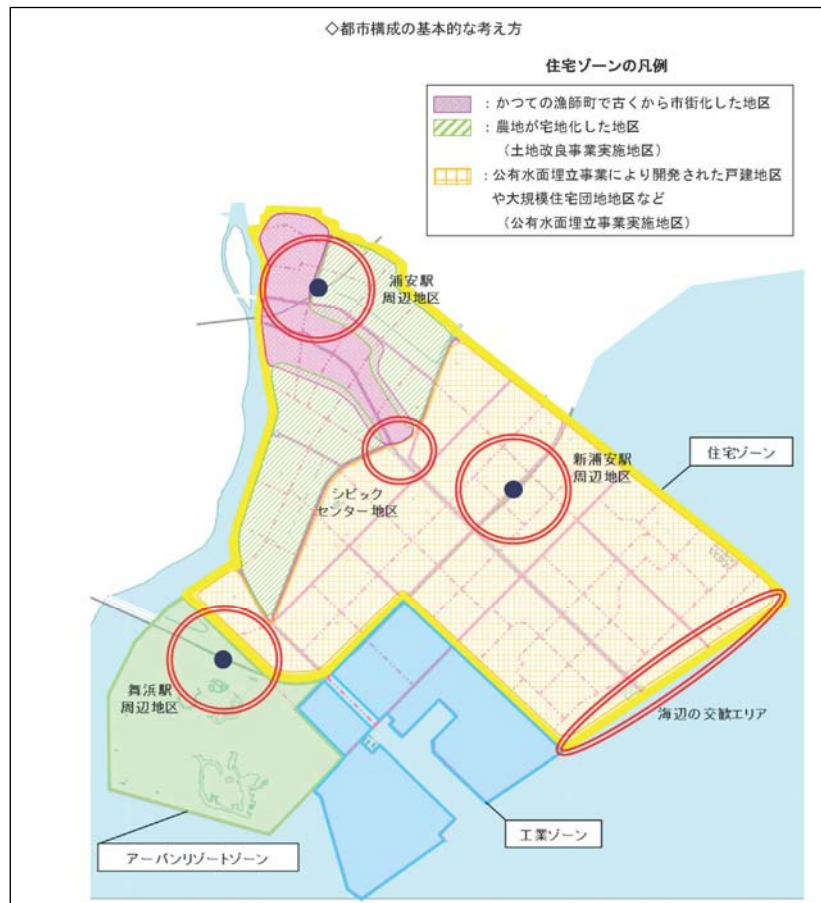 ◇都市構成の基本的な考え方
住宅ゾーンの凡例
：かつての漁師町で古くから市街化した地区
：農地が宅地化した地区
（土地改良事業実施地区）
：公有水面埋立事業により開発された戸建地区
や大規模住宅団地地区など
（公有水面埋立事業実施地区）
浦安駅
周辺地区
住宅ゾーン
新浦安駅
周辺地区
シビック
センター地区
舞浜駅
周辺地区
海辺の交歓エリア
工業ゾーン
アーバンリゾートゾーン